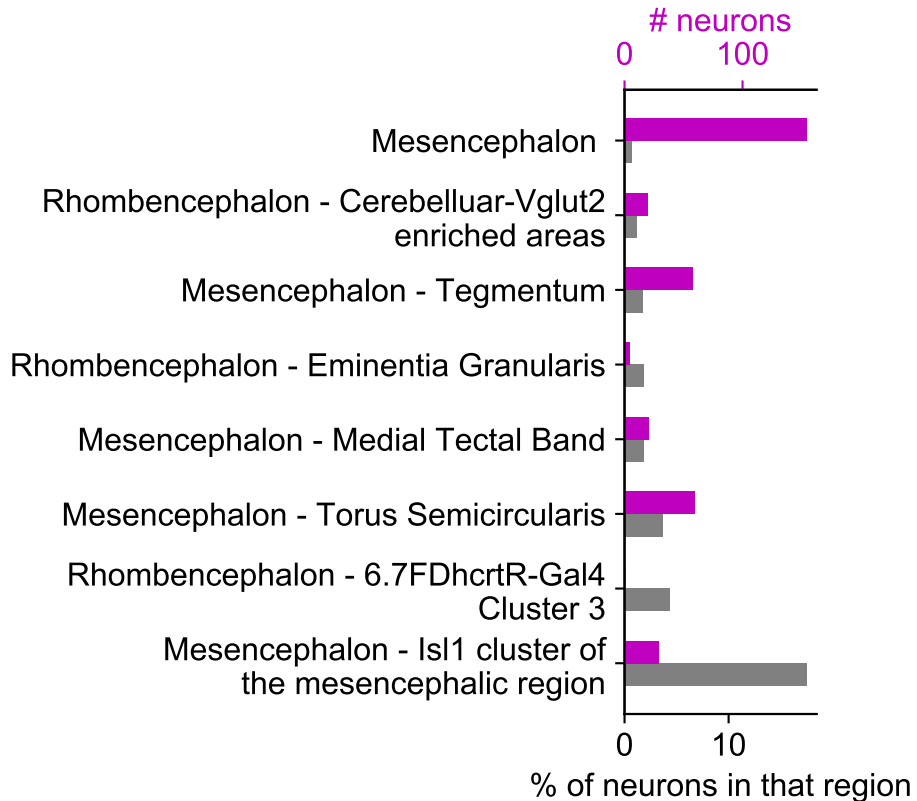 # neurons
0 100
Mesencephalon
Rhombencephalon - Cerebelluar-Vglut2
enriched areas
Mesencephalon - Tegmentum
Rhombencephalon - Eminentia Granularis
Mesencephalon - Medial Tectal Band
Mesencephalon - Torus Semicircularis
Rhombencephalon - 6.7FDhcrtR-Gal4
Cluster 3
Mesencephalon - Isl1 cluster of
the mesencephalic region
0 10
% of neurons in that region